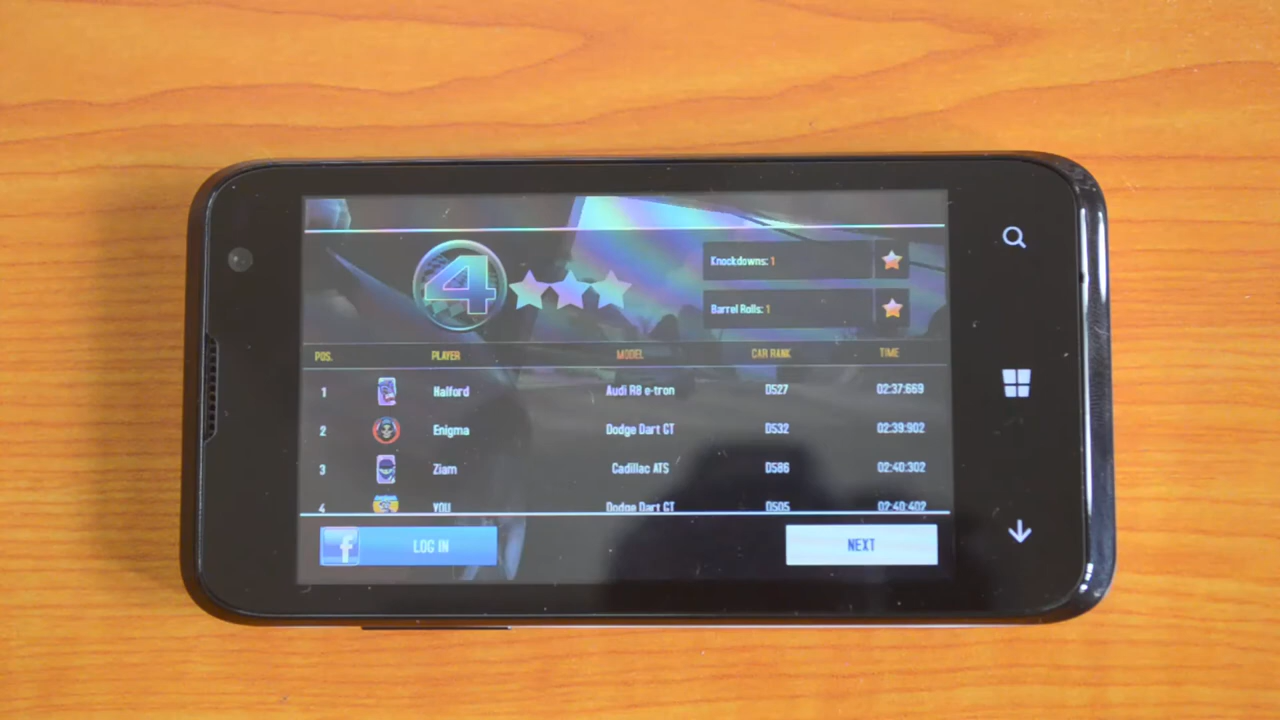 4
Knockdowns: 1
Barrel Rolls: 1
POS. PLAYER MODEL CAR RANK TIME
1 Halford Audi R8 e-tron D527 02:37:669
2 Enigma Dodge Dart GT D532 02:39:902
3 Ziam Cadillac ATS D586 02:40:302
4 YOU Dodge Dart GT D505 02:40:402
f LOG IN NEXT